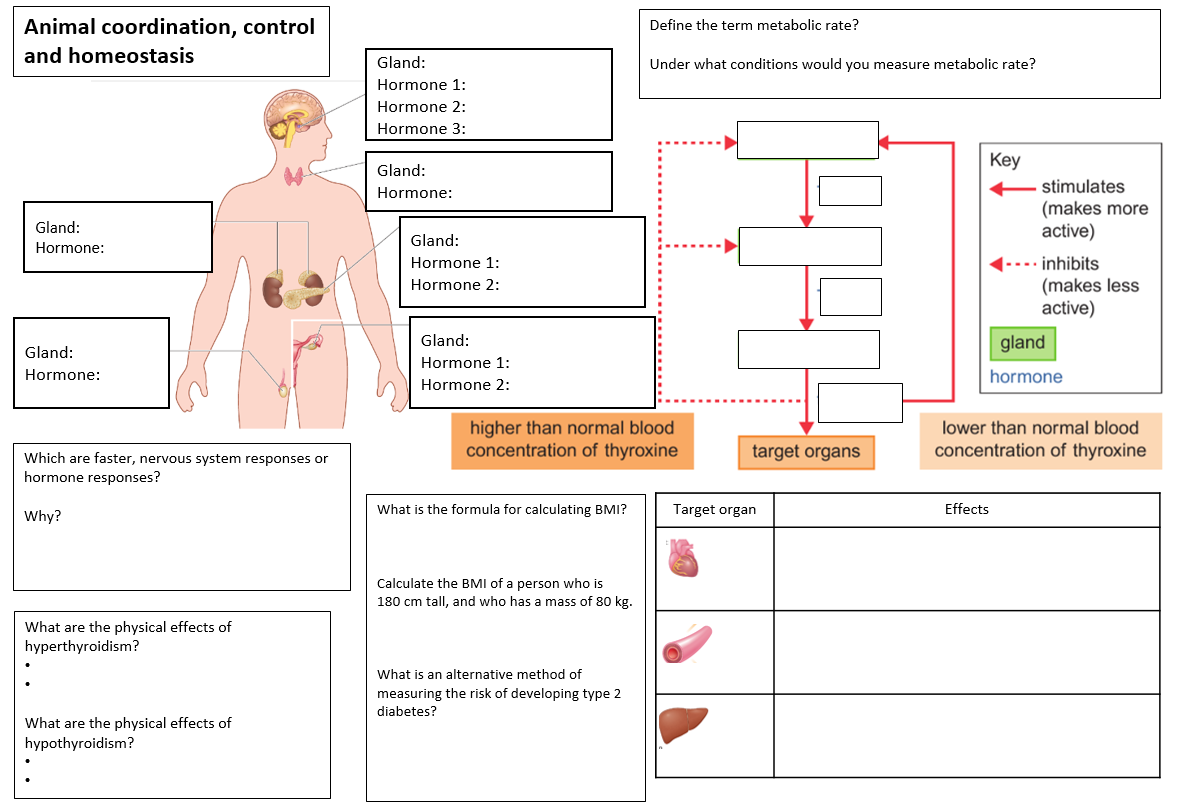 Animal coordination, control
and homeostasis
Define the term metabolic rate?
Under what conditions would you measure metabolic rate?
Gland:
Hormone 1:
Hormone 2:
Hormone 3:
Gland:
Hormone:
Gland:
Hormone:
Gland:
Hormone 1:
Hormone 2:
Gland:
Hormone:
Gland:
Hormone 1:
Hormone 2:
Key
stimulates
(makes more
active)
inhibits
(makes less
active)
gland
hormone
higher than normal blood
concentration of thyroxine
target organs
lower than normal blood
concentration of thyroxine
Which are faster, nervous system responses or
hormone responses?
Why?
What are the physical effects of
hyperthyroidism?
•
•
What are the physical effects of
hypothyroidism?
•
•
What is the formula for calculating BMI?
Calculate the BMI of a person who is
180 cm tall, and who has a mass of 80 kg.
What is an alternative method of
measuring the risk of developing type 2
diabetes?
Target organ
Effects